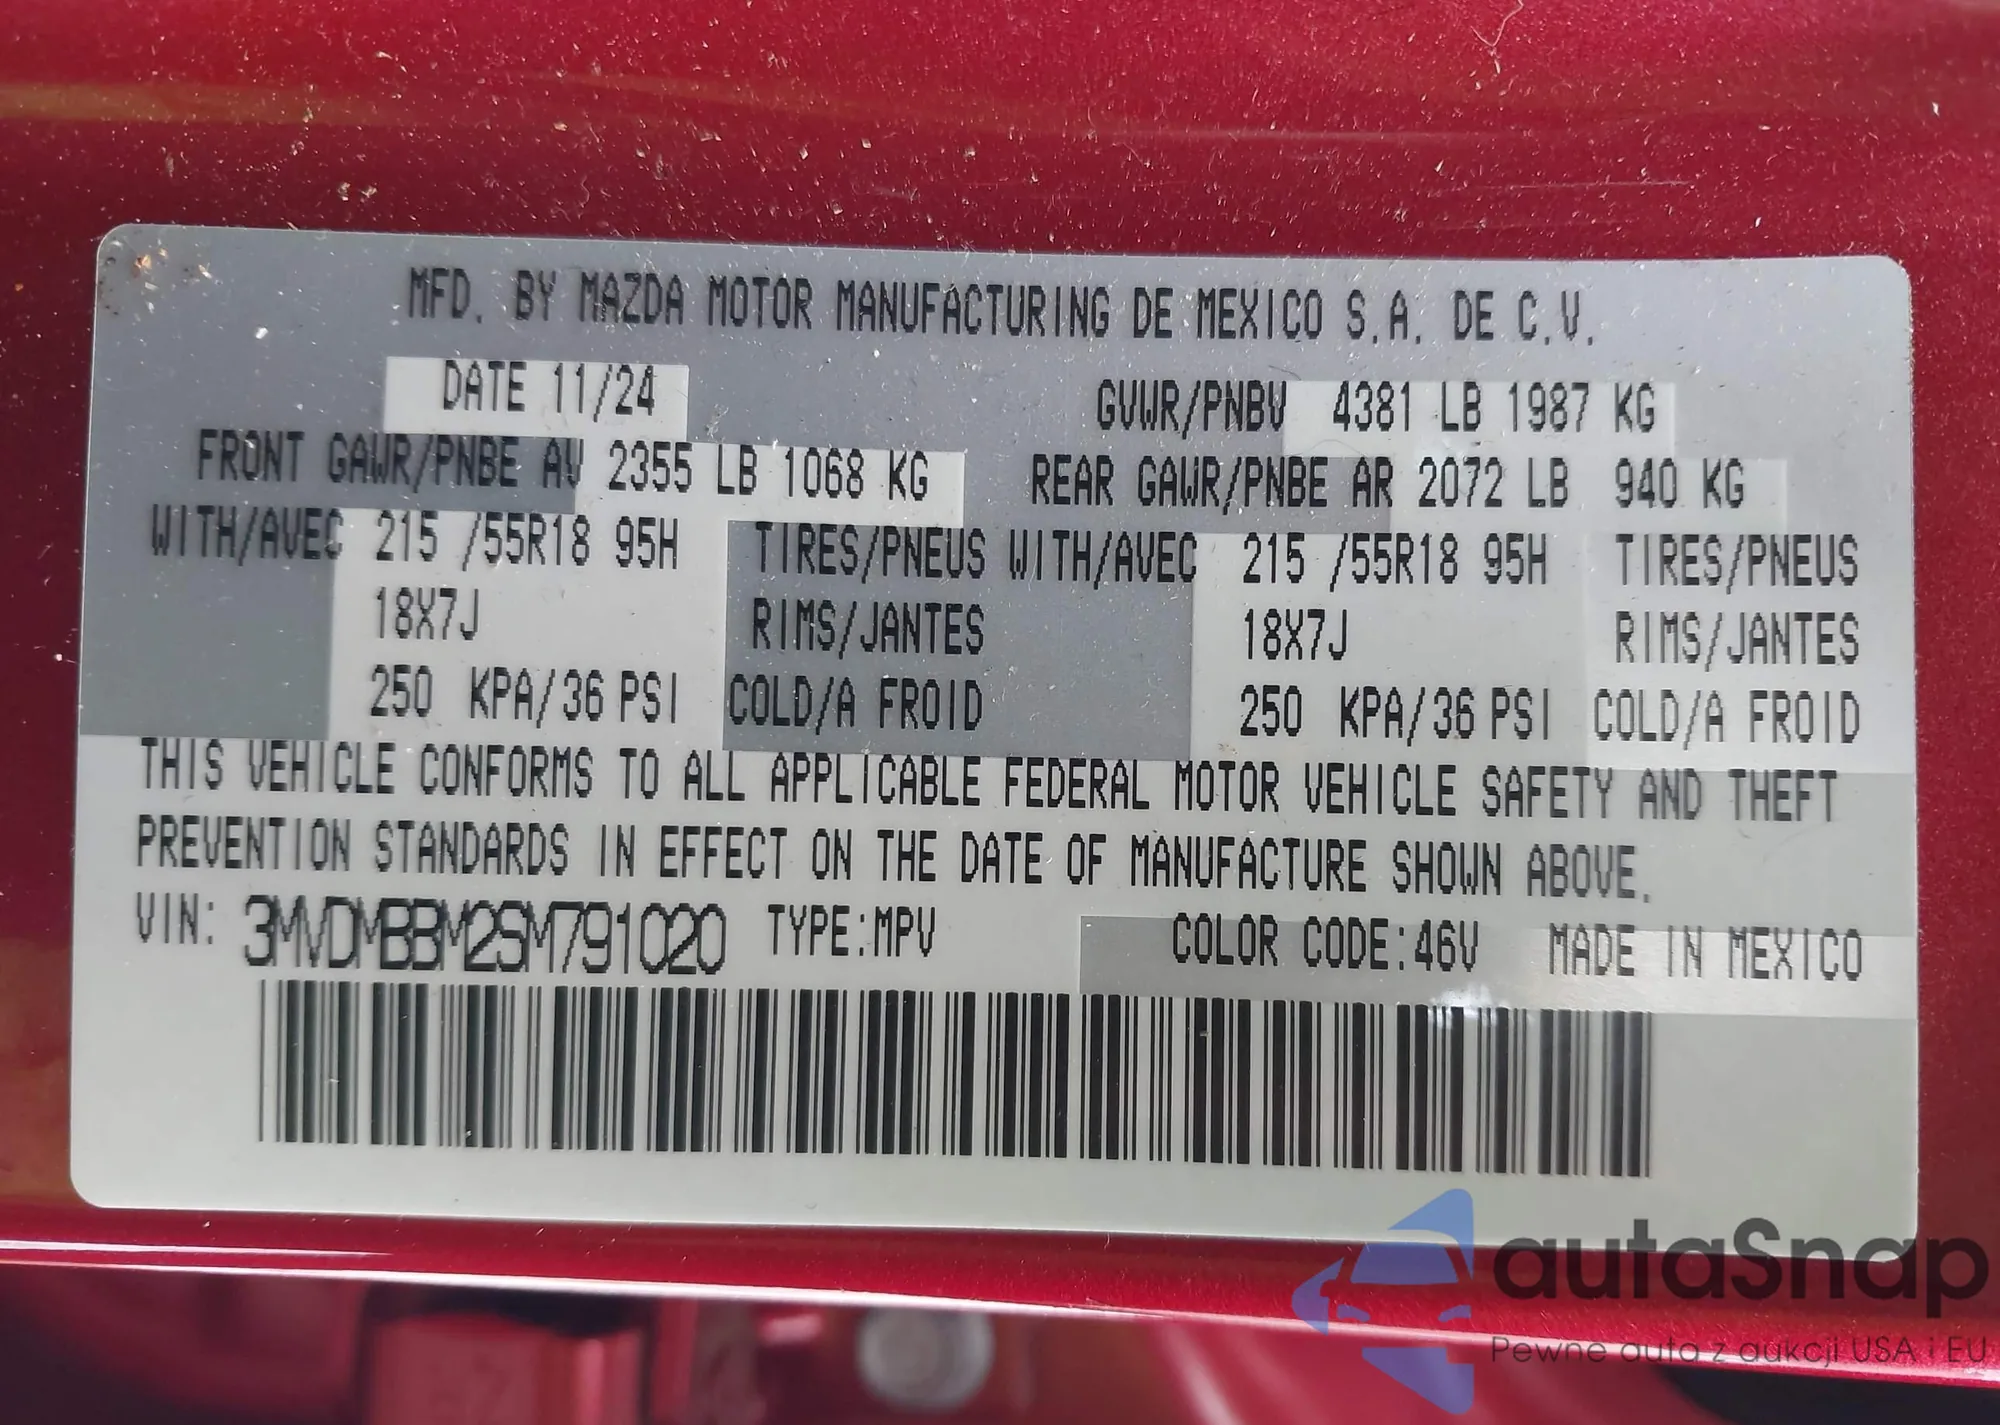 MFD. BY MAZDA MOTOR MANUFACTURING DE MEXICO S.A. DE C.V.
DATE 11/24 GVWR/PNBV 4381 LB 1987 KG
FRONT GAWR/PNBE AV 2355 LB 1068 KG REAR GAWR/PNBE AR 2072 LB 940 KG
WITH/AVEC 215 /55R18 95H TIRES/PNEUS WITH/AVEC 215 /55R18 95H TIRES/PNEUS
18X7J RIMS/JANTES 18X7J RIMS/JANTES
250 KPA/36 PSI COLD/A FROID 250 KPA/36 PSI COLD/A FROID
THIS VEHICLE CONFORMS TO ALL APPLICABLE FEDERAL MOTOR VEHICLE SAFETY AND THEFT
PREVENTION STANDARDS IN EFFECT ON THE DATE OF MANUFACTURE SHOWN ABOVE.
VIN: 3MVDMBBM2SM791020 TYPE:MPV COLOR CODE:46V MADE IN MEXICO
autaSnap
Pewne auta z aukcji USA i EU